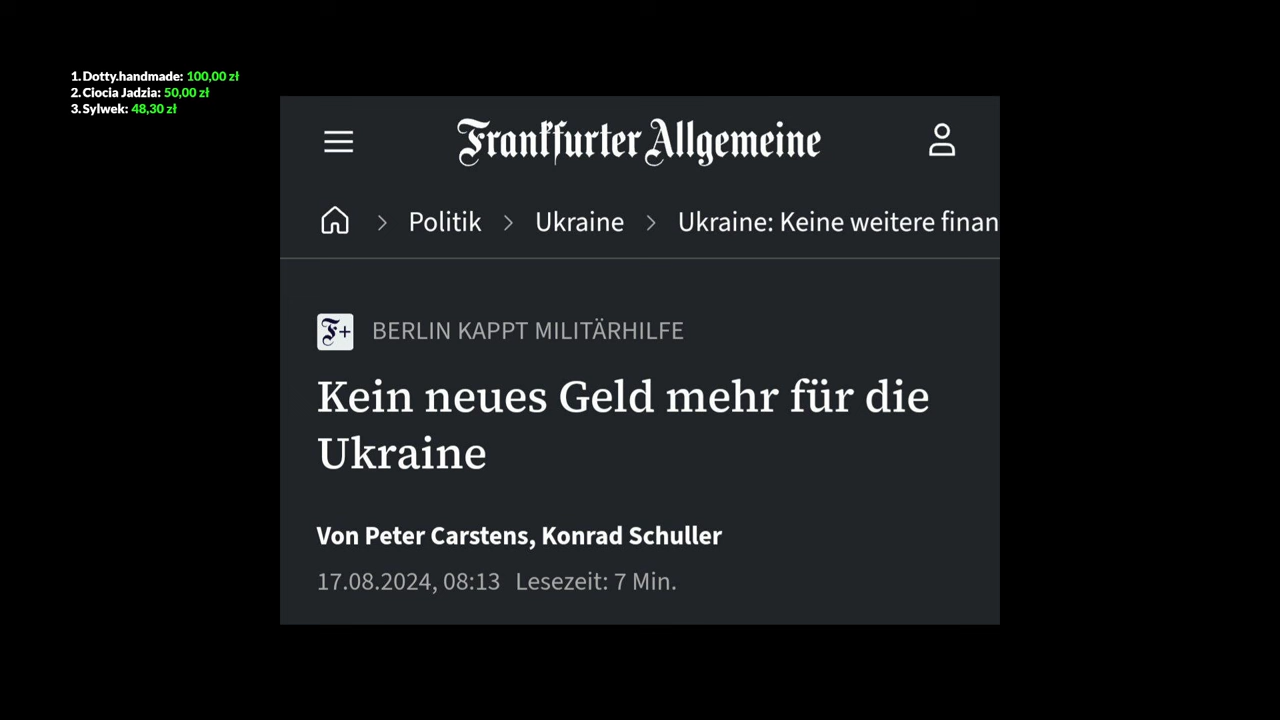 1. Dotty.handmade: 100,00 zł
2. Ciocia Jadzia: 50,00 zł
3. Sylwek: 48,30 zł
Frankfurter Allgemeine
Politik > Ukraine > Ukraine: Keine weitere finan
F+ BERLIN KAPPT MILITÄRHILFE
Kein neues Geld mehr für die
Ukraine
Von Peter Carstens, Konrad Schuller
17.08.2024, 08:13 Lesezeit: 7 Min.